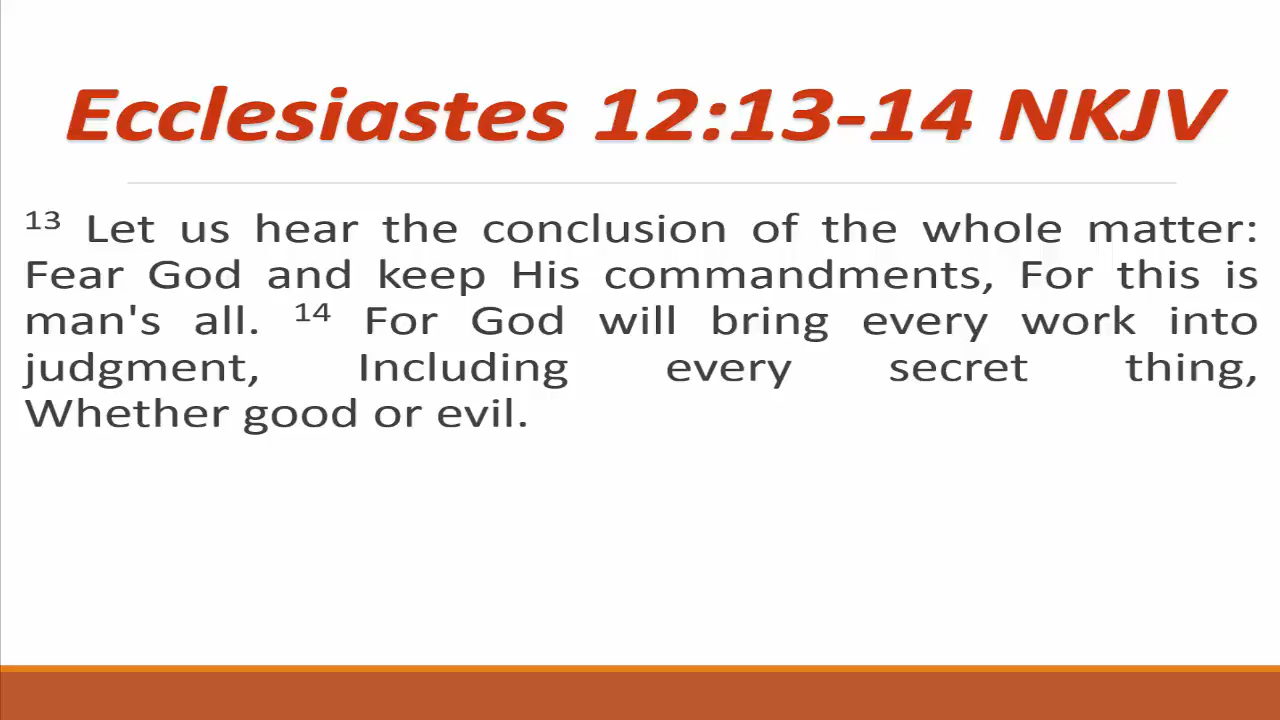 Ecclesiastes 12:13-14 NKJV
13 Let us hear the conclusion of the whole matter:
Fear God and keep His commandments, For this is
man's all. 14 For God will bring every work into
judgment, Including every secret thing,
Whether good or evil.